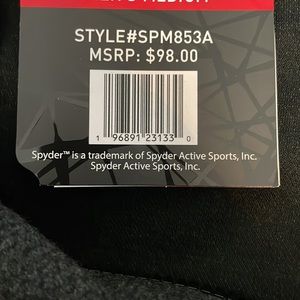 MEDIUM
STYLE#SPM853A
MSRP: $98.00
1 96891 23133 0
Spyder™ is a trademark of Spyder Active Sports, Inc.
Spyder Active Sports, Inc.